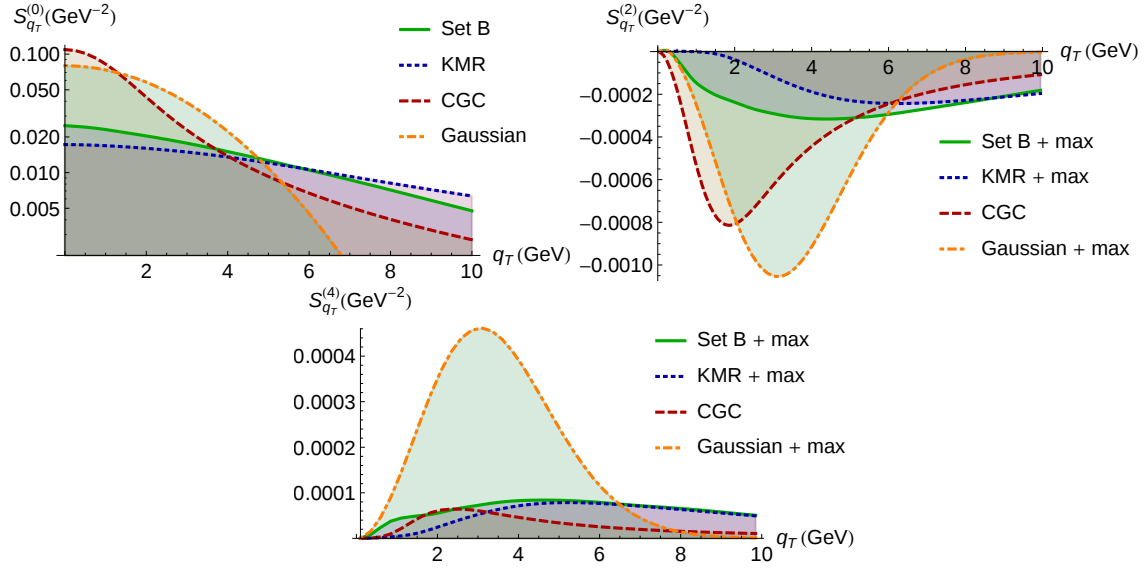 S_{q_T}^{(0)}(GeV⁻²)
Set B
KMR
CGC
Gaussian
0.100
0.050
0.020
0.010
0.005
2 4 6 8 10
q_T (GeV)
S_{q_T}^{(2)}(GeV⁻²)
q_T (GeV)
2 4 6 8 10
−0.0002
−0.0004
−0.0006
−0.0008
−0.0010
Set B + max
KMR + max
CGC
Gaussian + max
S_{q_T}^{(4)}(GeV⁻²)
Set B + max
KMR + max
CGC
Gaussian + max
0.0004
0.0003
0.0002
0.0001
2 4 6 8 10
q_T (GeV)